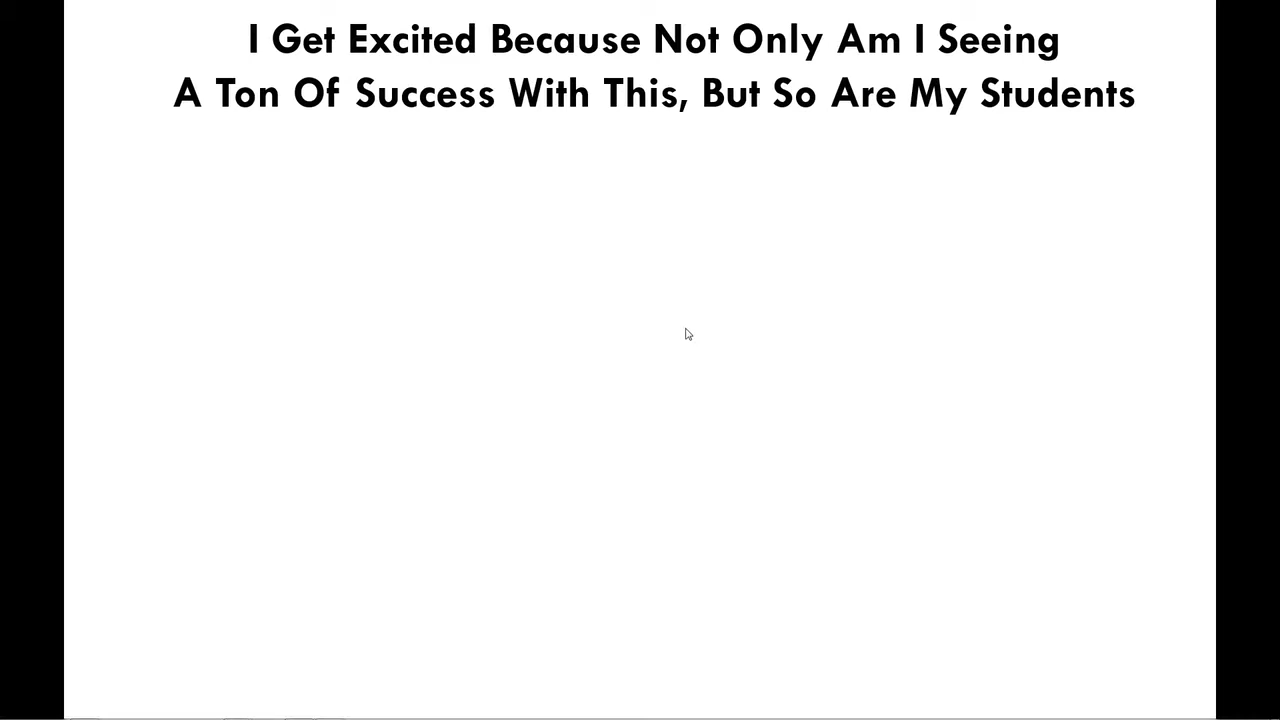 I Get Excited Because Not Only Am I Seeing
A Ton Of Success With This, But So Are My Students